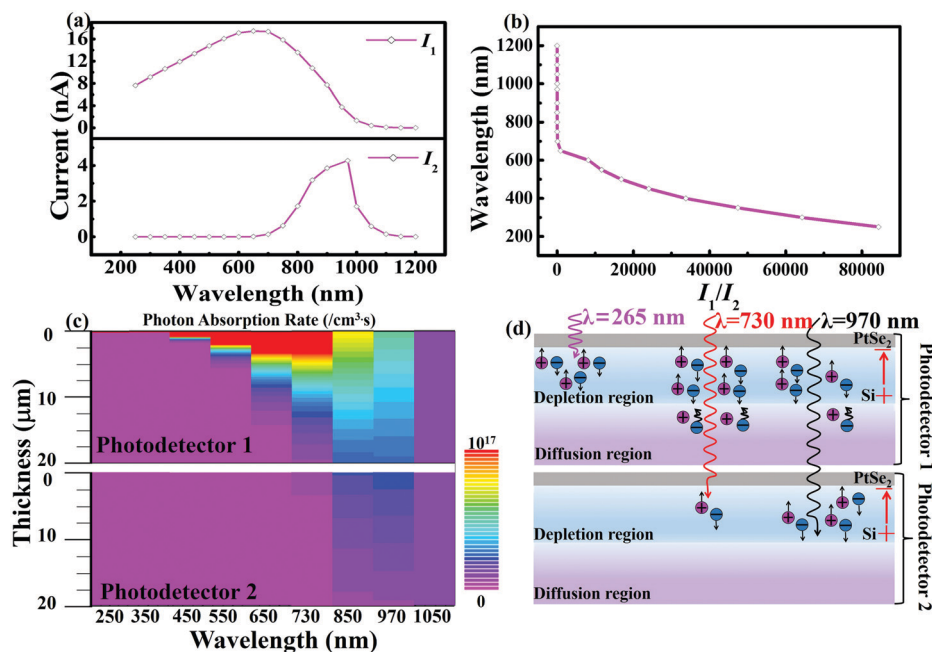 (a)
16
12
8
4
0
I1
4
2
0
I2
Current (nA)
200 400 600 800 1000 1200
Wavelength (nm)
(b)
1200
1000
800
600
400
200
Wavelength (nm)
0 20000 40000 60000 80000
I1/I2
(c) Photon Absorption Rate (/cm³·s)
0
10
20
Photodetector 1
0
10
20
Photodetector 2
Thickness (μm)
250 350 450 550 650 730 850 970 1050
Wavelength (nm)
10¹⁷
0
(d)
λ=265 nm λ=730 nm λ=970 nm
PtSe₂
Depletion region
Si
Diffusion region
Photodetector 1
PtSe₂
Depletion region
Si
Diffusion region
Photodetector 2